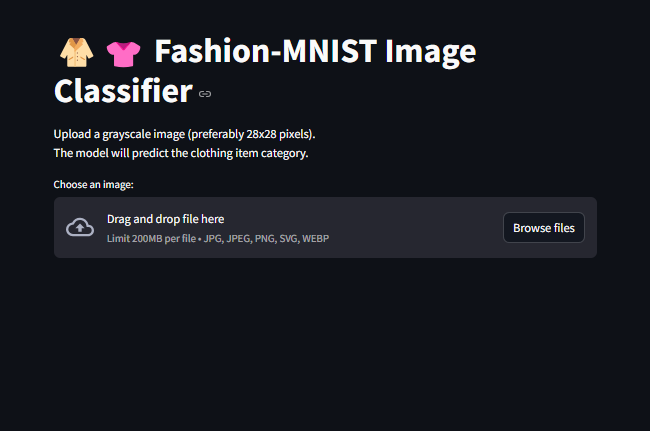 🧥 👚 Fashion-MNIST Image
Classifier
Upload a grayscale image (preferably 28x28 pixels).
The model will predict the clothing item category.
Choose an image:
Drag and drop file here
Limit 200MB per file • JPG, JPEG, PNG, SVG, WEBP
Browse files